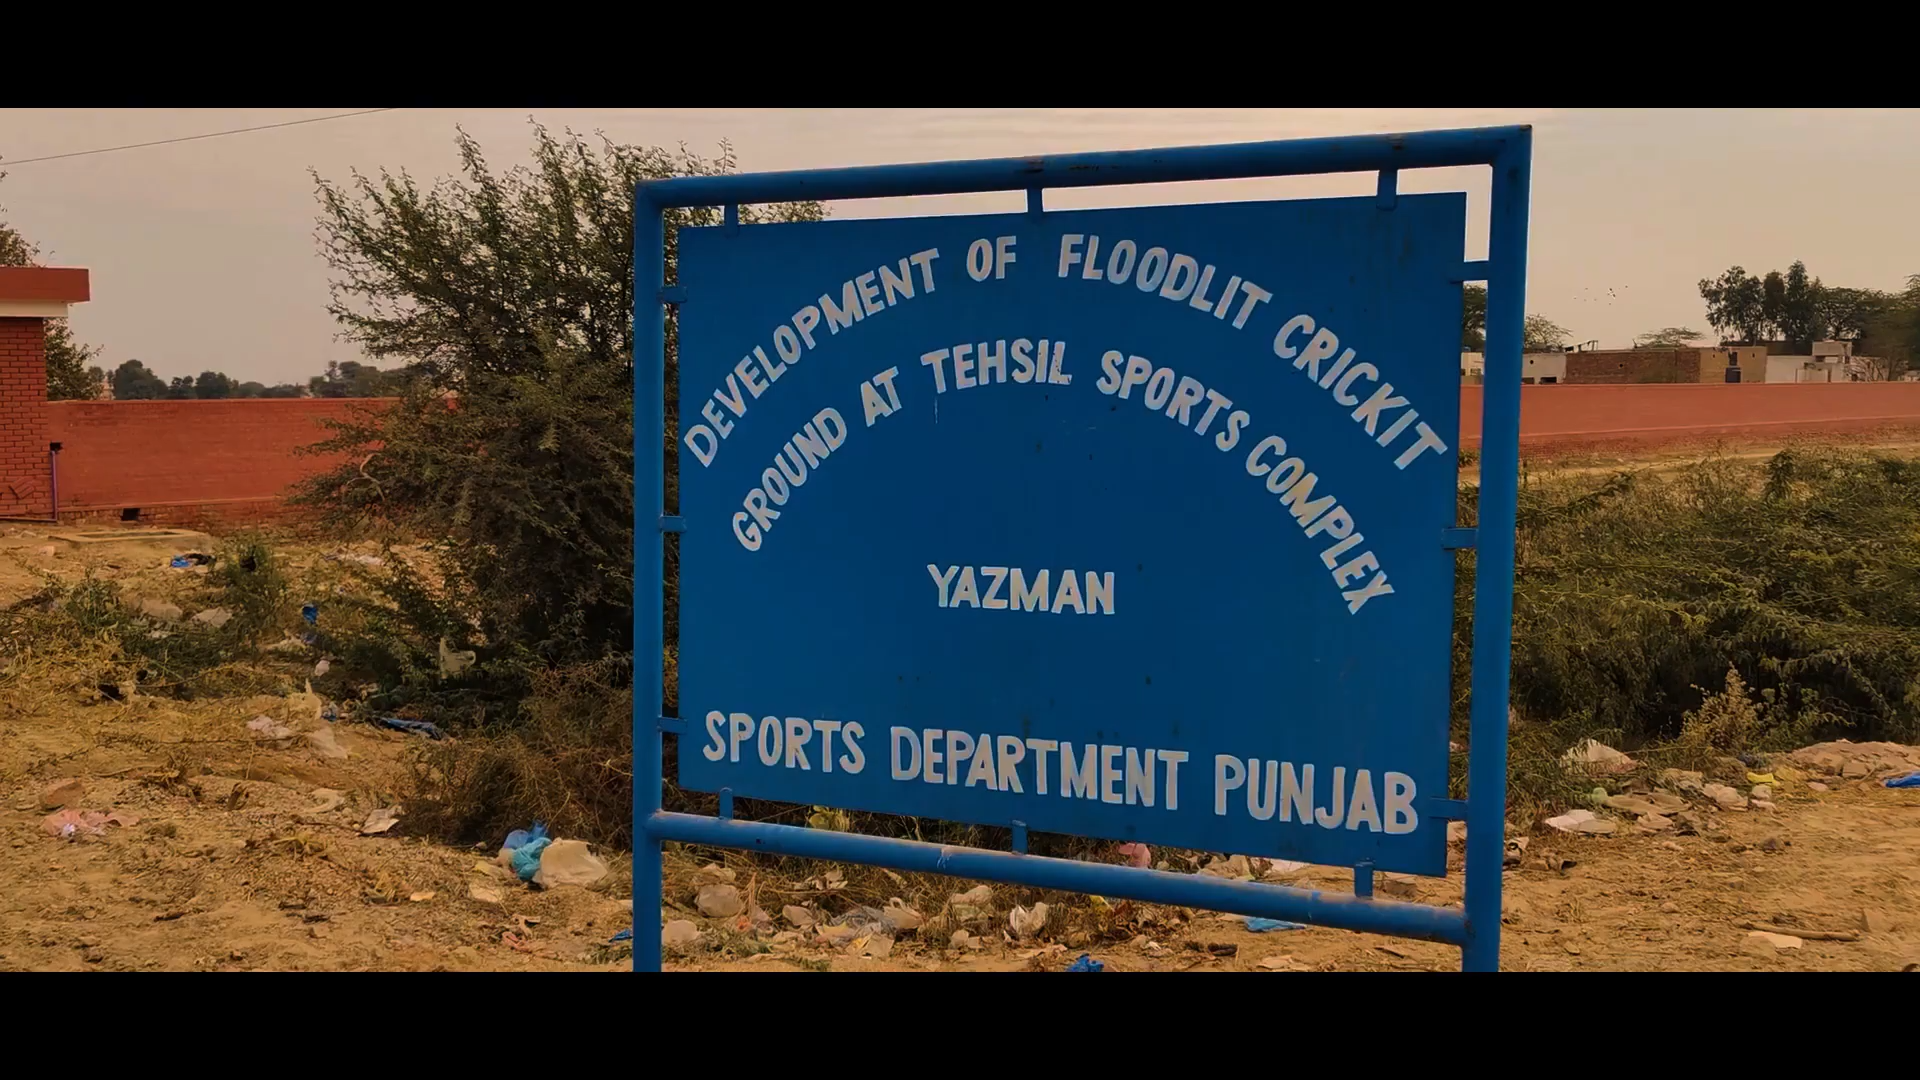 DEVELOPMENT OF FLOODLIT CRICKIT
GROUND AT TEHSIL SPORTS COMPLEX
YAZMAN
SPORTS DEPARTMENT PUNJAB